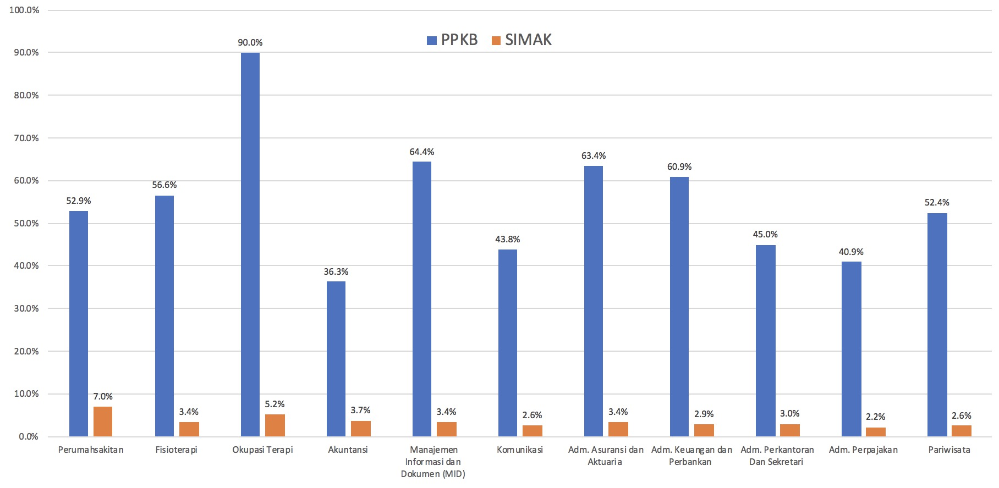 100.0%
90.0%
80.0%
70.0%
60.0%
50.0%
40.0%
30.0%
20.0%
10.0%
0.0%
PPKB SIMAK
52.9%
7.0%
56.6%
3.4%
90.0%
5.2%
36.3%
3.7%
64.4%
3.4%
43.8%
2.6%
63.4%
3.4%
60.9%
2.9%
45.0%
3.0%
40.9%
2.2%
52.4%
2.6%
Perumahsakitan
Fisioterapi
Okupasi Terapi
Akuntansi
Manajemen
Informasi dan
Dokumen (MID)
Komunikasi
Adm. Asuransi dan
Aktuaria
Adm. Keuangan dan
Perbankan
Adm. Perkantoran
Dan Sekretari
Adm. Perpajakan
Pariwisata